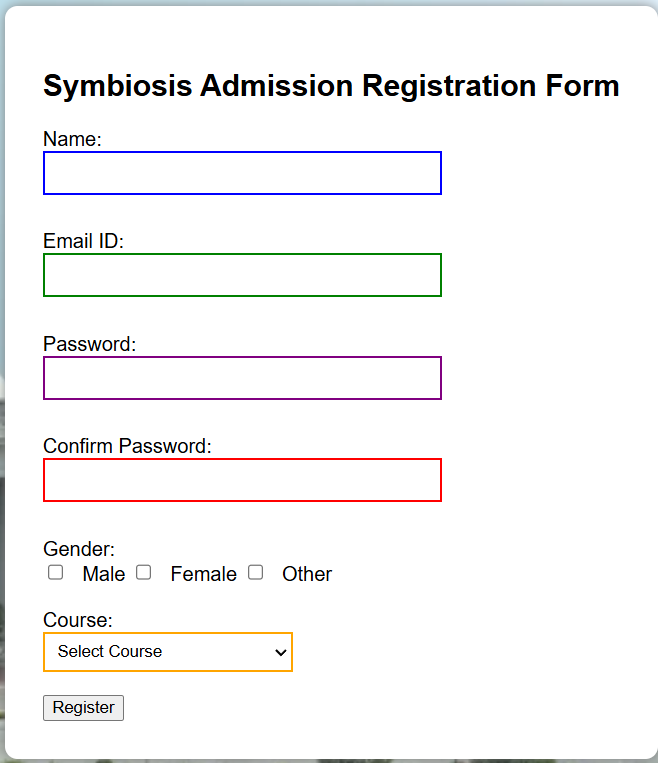 Symbiosis Admission Registration Form
Name:
Email ID:
Password:
Confirm Password:
Gender:
Male Female Other
Course:
Select Course
Register